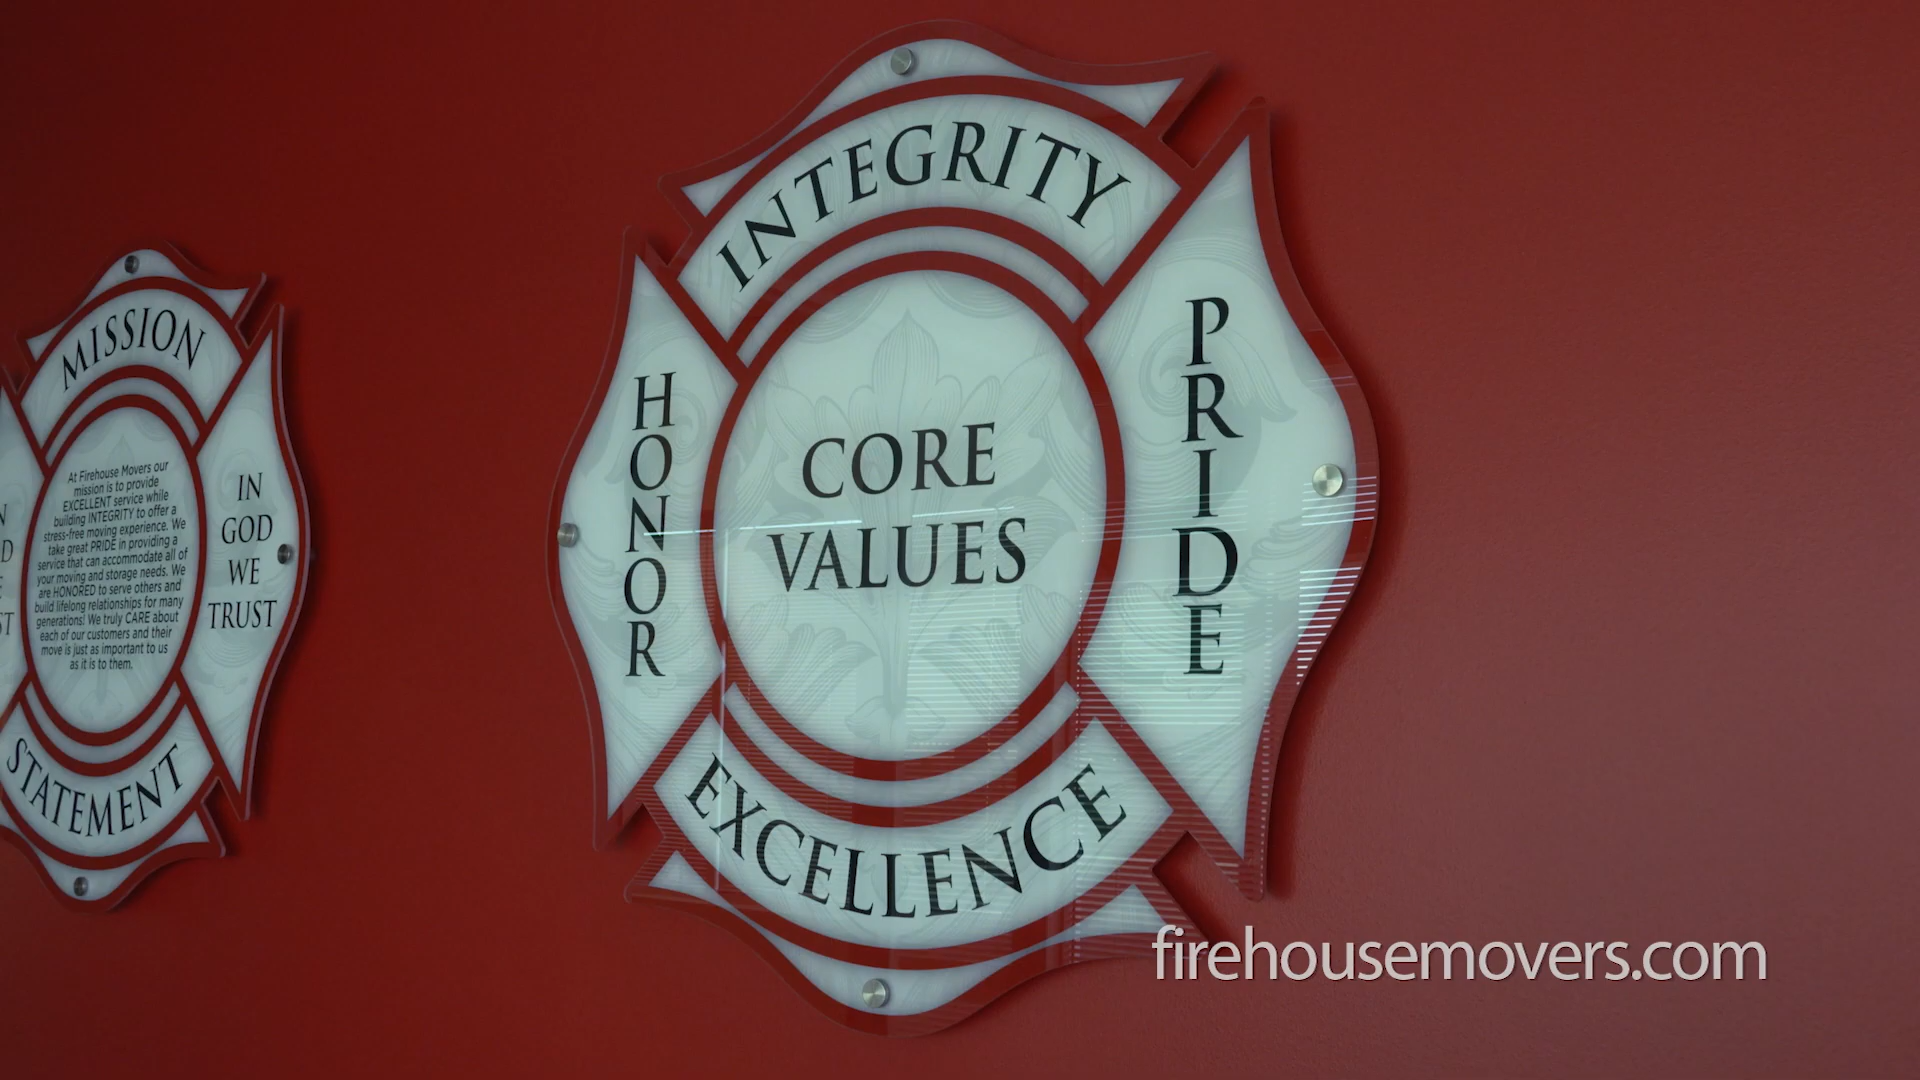 MISSION
At Firehouse Movers our
mission is to provide
EXCELLENT service while
building INTEGRITY to offer a
stress-free moving experience. We
take great PRIDE in providing a
service that can accommodate all of
your moving and storage needs. We
are HONORED to serve others and
build lifelong relationships for many
generations! We truly CARE about
each of our customers and their
move is just as important to us
as it is to them.
IN
GOD
WE
TRUST
STATEMENT
INTEGRITY
HONOR
CORE
VALUES
PRIDE
EXCELLENCE
firehousemovers.com